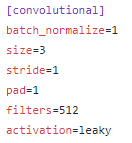 [convolutional]
batch_normalize=1
size=3
stride=1
pad=1
filters=512
activation=leaky